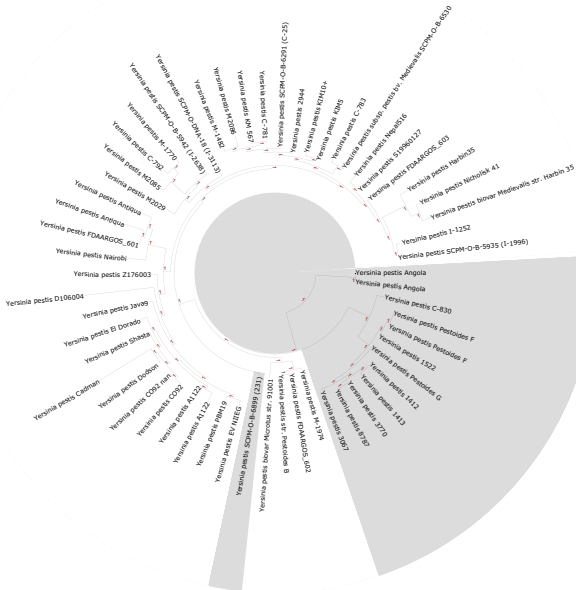 Yersinia pestis SCPM-O-B-6291 (C-25)
Yersinia pestis 2944
Yersinia pestis KIM10+
Yersinia pestis KIM5
Yersinia pestis C-783
Yersinia pestis subsp. pestis bv. Medievalis SCPM-O-B-6530
Yersinia pestis Nepal516
Yersinia pestis S19960127
Yersinia pestis FDAARGOS_603
Yersinia pestis Harbin35
Yersinia pestis Nicholisk 41
Yersinia pestis biovar Medievalis str. Harbin 35
Yersinia pestis I-1252
Yersinia pestis SCPM-O-B-5935 (I-1996)
Yersinia pestis Angola
Yersinia pestis Angola
Yersinia pestis C-830
Yersinia pestis Pestoides F
Yersinia pestis Pestoides F
Yersinia pestis 1522
Yersinia pestis Pestoides G
Yersinia pestis 1412
Yersinia pestis 1413
Yersinia pestis 3770
Yersinia pestis 8787
Yersinia pestis 3067
Yersinia pestis M-1974
Yersinia pestis FDAARGOS_602
Yersinia pestis str. Pestoides B
Yersinia pestis biovar Microtus str. 91001
Yersinia pestis SCPM-O-B-6899 (231)
Yersinia pestis EV NIIEG
Yersinia pestis PBM19
Yersinia pestis A1122
Yersinia pestis A1122
Yersinia pestis CO92
Yersinia pestis CO92 nan
Yersinia pestis Dodson
Yersinia pestis Cadman
Yersinia pestis Shasta
Yersinia pestis El Dorado
Yersinia pestis Java9
Yersinia pestis D106004
Yersinia pestis Z176003
Yersinia pestis Nairobi
Yersinia pestis FDAARGOS_601
Yersinia pestis Antiqua
Yersinia pestis Antiqua
Yersinia pestis M2029
Yersinia pestis M2085
Yersinia pestis C-792
Yersinia pestis M-1770
Yersinia pestis SCPM-O-B-5942 (I-2638)
Yersinia pestis SCPM-O-DNA-18 (I-3113)
Yersinia pestis M-1482
Yersinia pestis M2086
Yersinia pestis KM 567
Yersinia pestis C-781